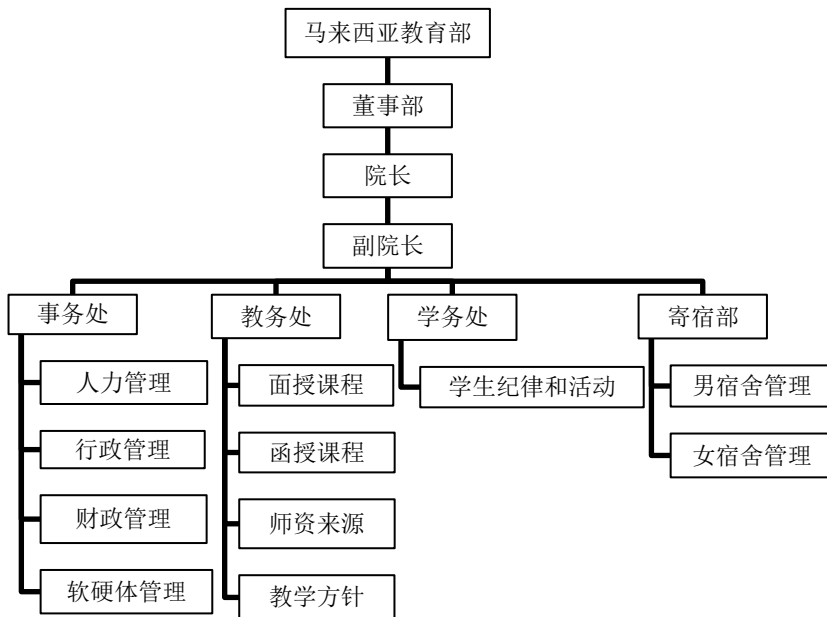 马来西亚教育部
董事部
院长
副院长
事务处
教务处
学务处
寄宿部
人力管理
面授课程
学生纪律和活动
男宿舍管理
行政管理
函授课程
女宿舍管理
财政管理
师资来源
软硬体管理
教学方针